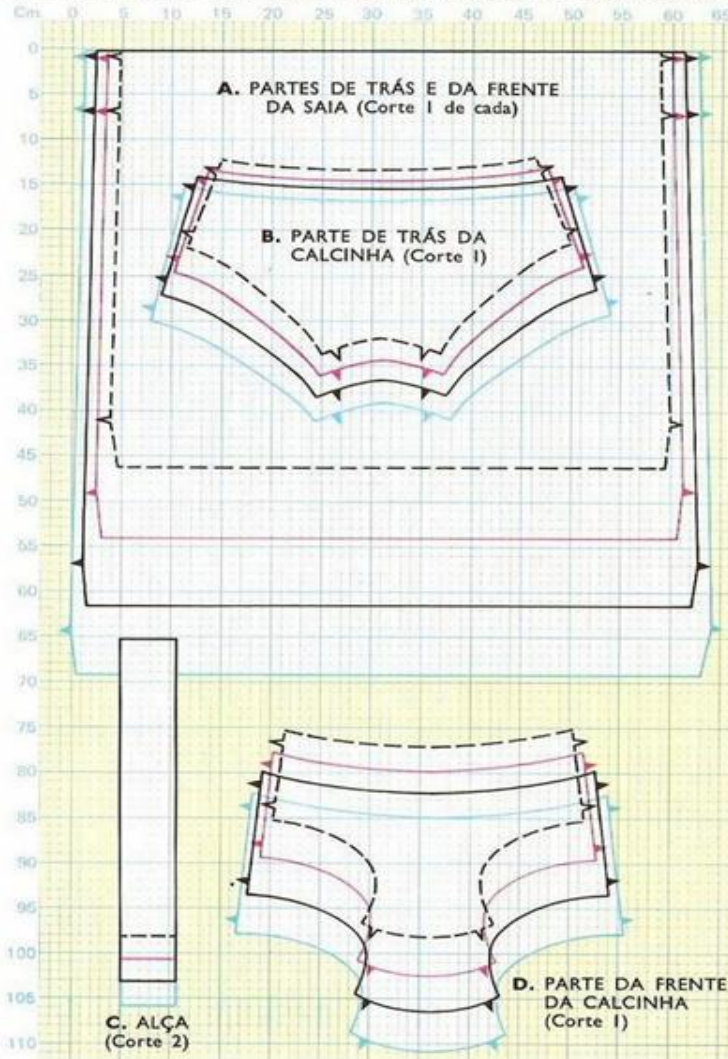 Cms 0 5 10 15 20 25 30 35 40 45 50 55 60 65
0
5
10
15
20
25
30
35
40
45
50
55
60
65
70
75
80
85
90
95
100
105
110
A. PARTES DE TRÁS E DA FRENTE
DA SAIA (Corte 1 de cada)
B. PARTE DE TRÁS DA
CALCINHA (Corte 1)
C. ALÇA
(Corte 2)
D. PARTE DA FRENTE
DA CALCINHA
(Corte 1)